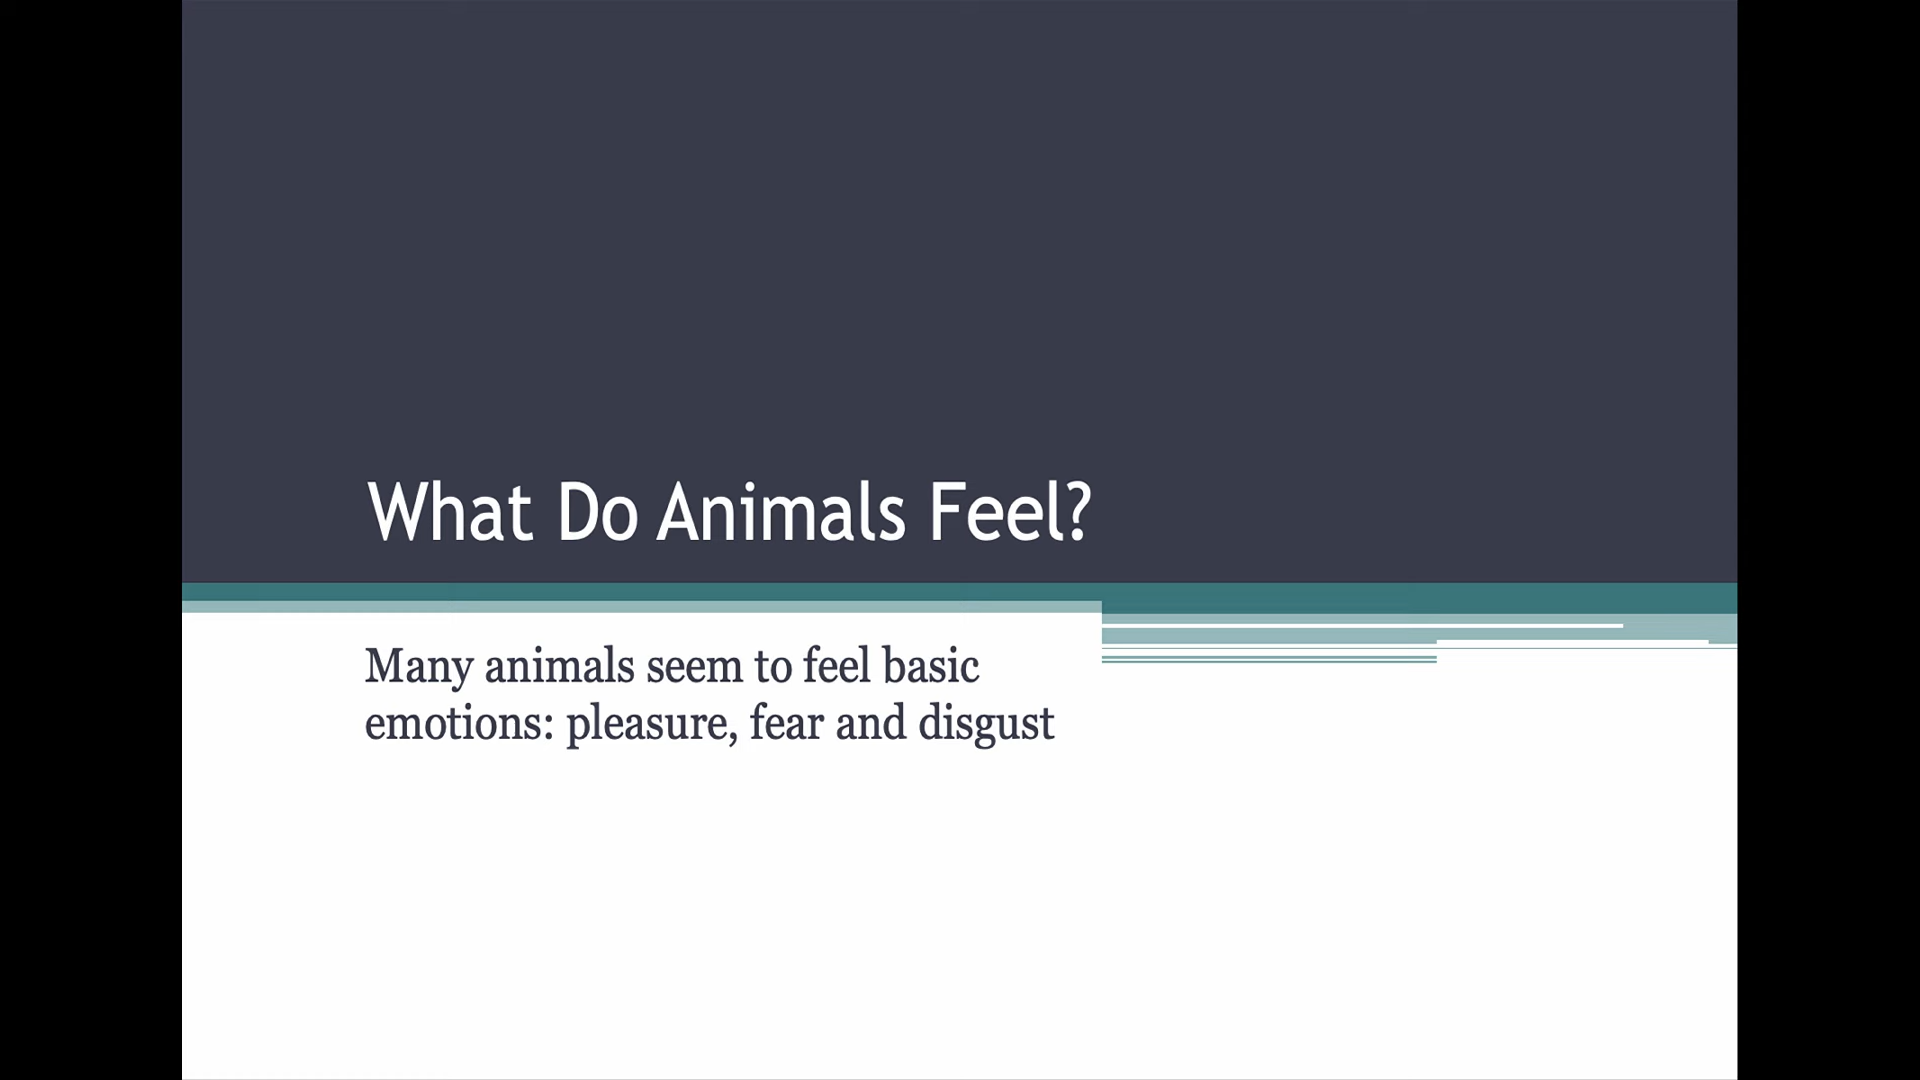 What Do Animals Feel?
Many animals seem to feel basic
emotions: pleasure, fear and disgust